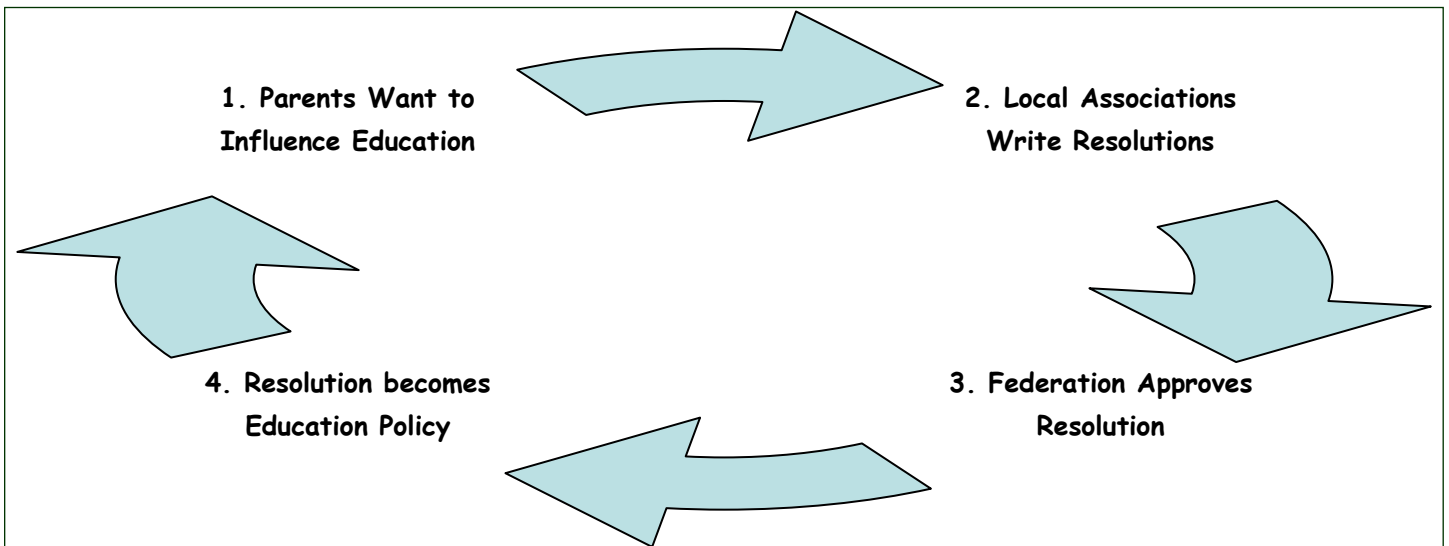 1. Parents Want to
Influence Education
2. Local Associations
Write Resolutions
3. Federation Approves
Resolution
4. Resolution becomes
Education Policy